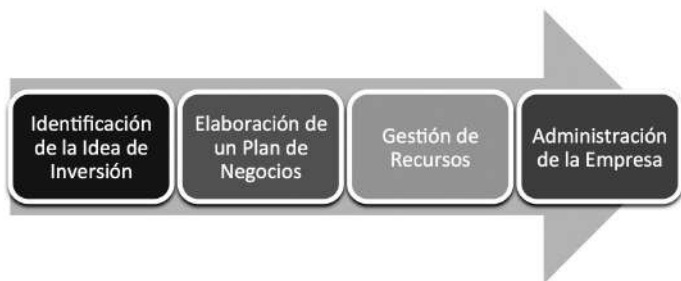 Identificación
de la Idea de
Inversión
Elaboración de
un Plan de
Negocios
Gestión de
Recursos
Administración
de la Empresa